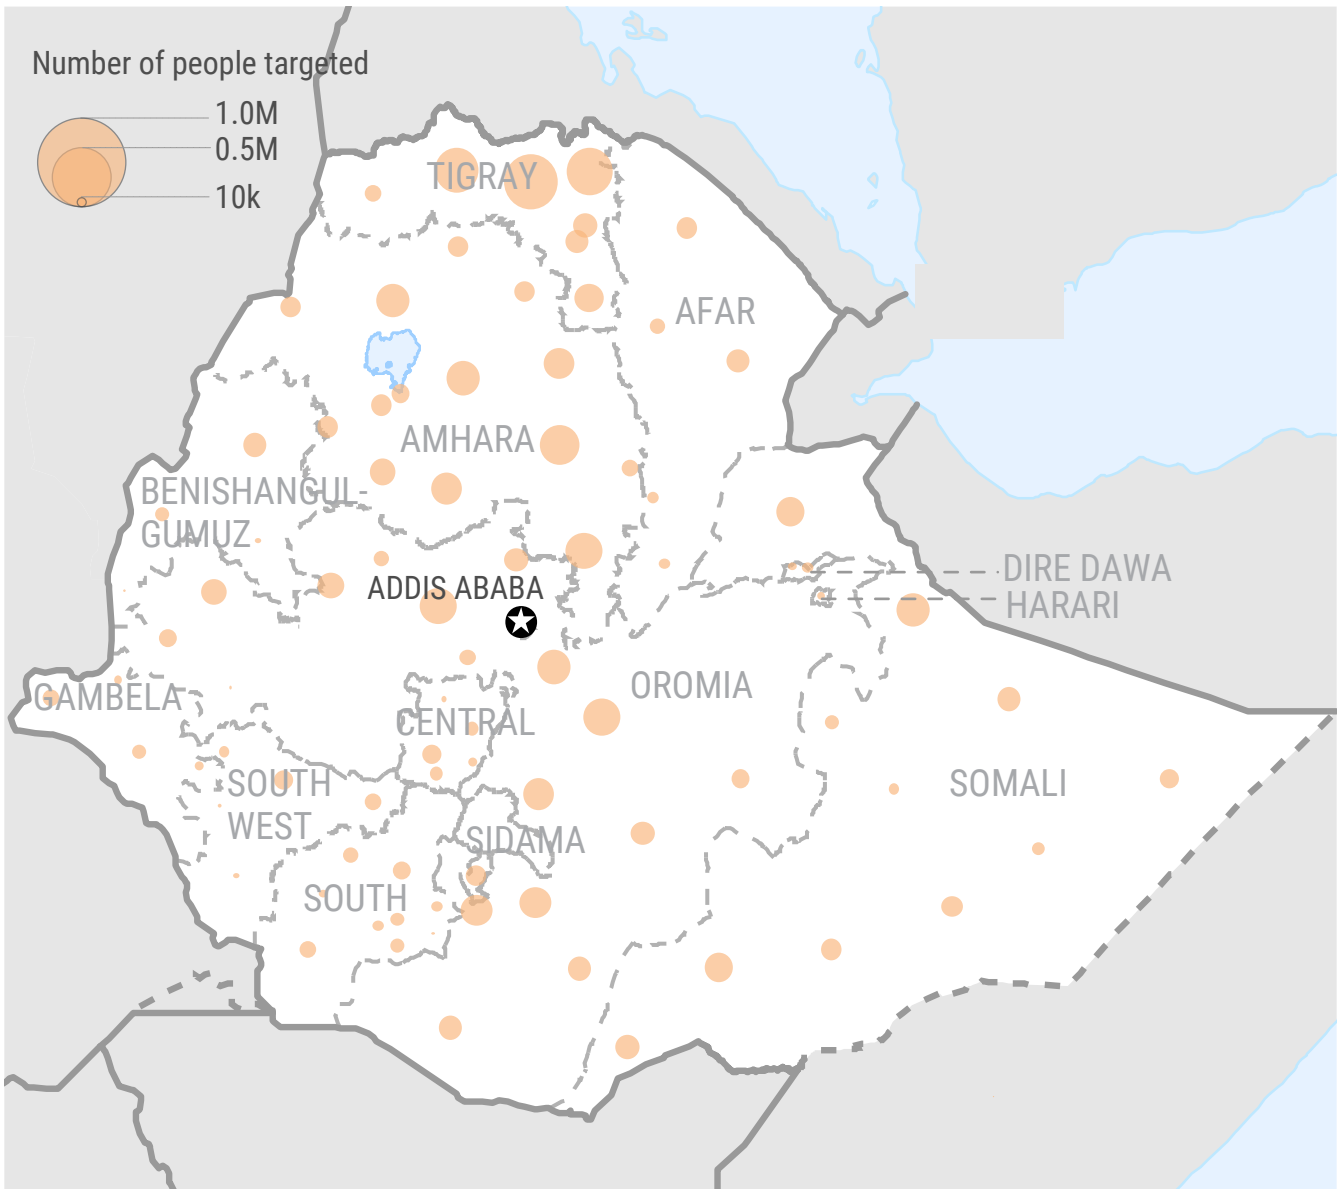 Number of people targeted
1.0M
0.5M
10k
TIGRAY
AFAR
AMHARA
BENISHANGUL-
GUMUZ
ADDIS ABABA
DIRE DAWA
HARARI
GAMBELA
OROMIA
CENTRAL
SOUTH
WEST
SOMALI
SIDAMA
SOUTH